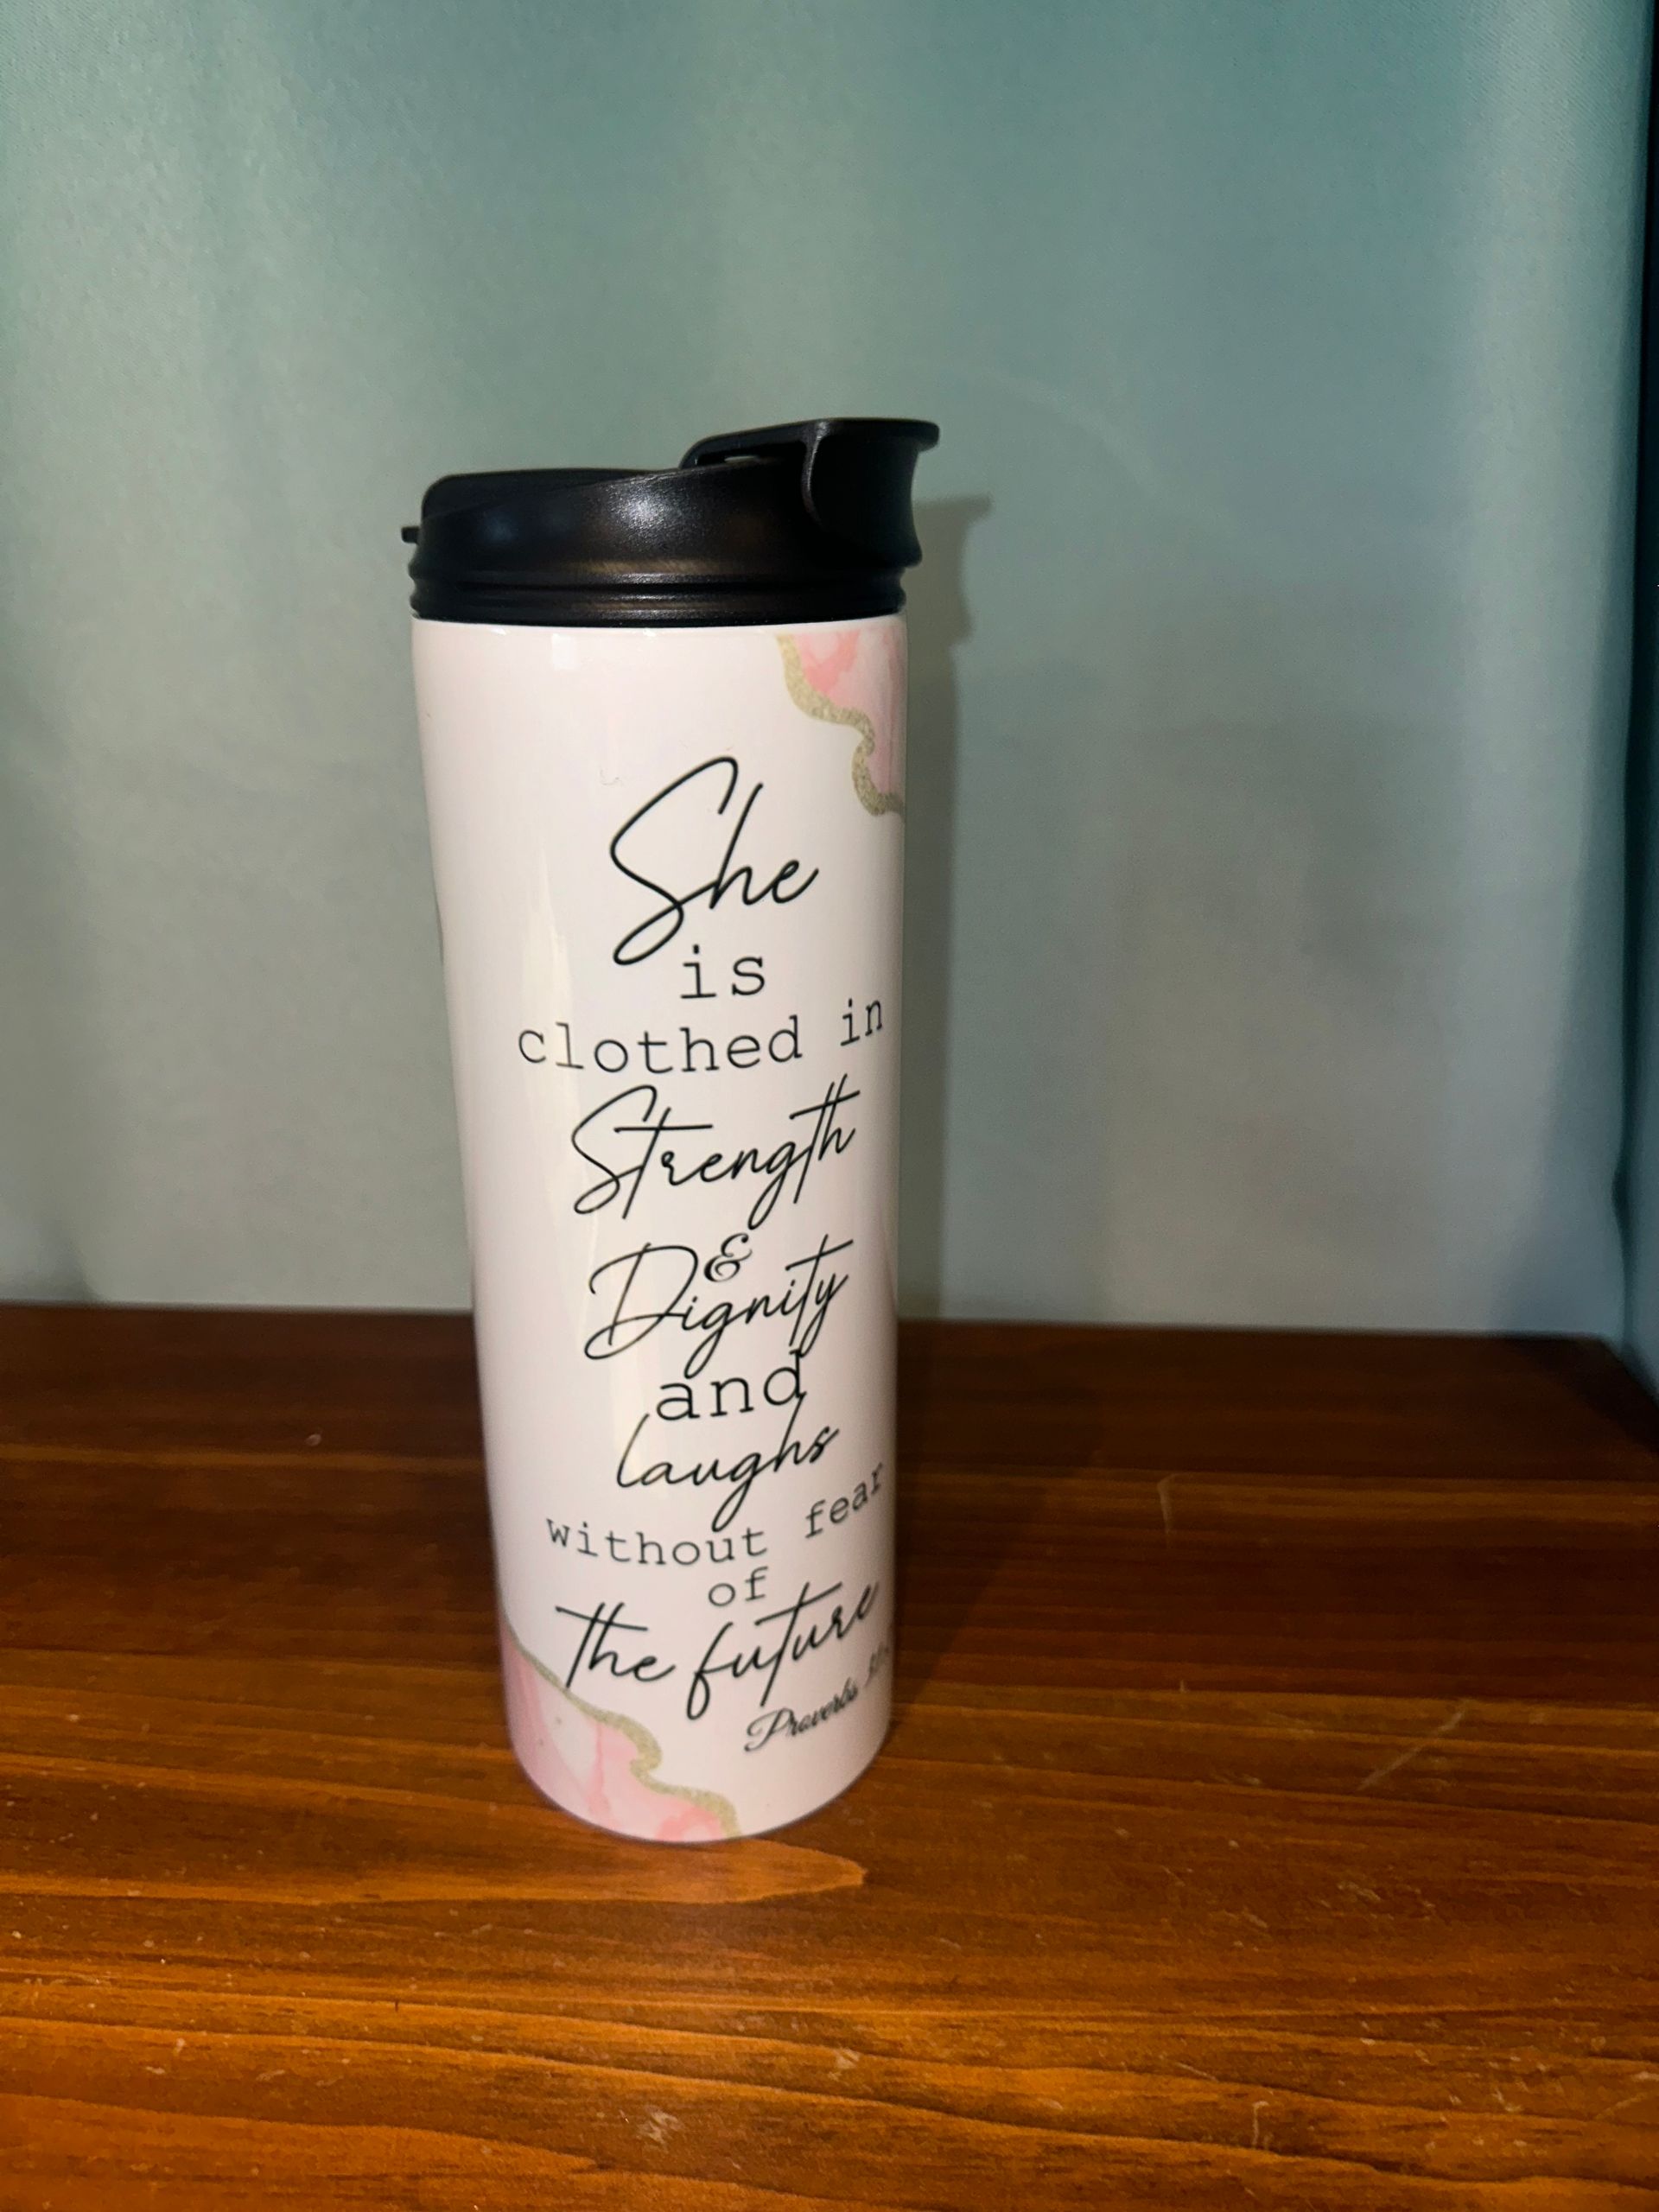 She
is
clothed in
Strength
&
Dignity
and
laughs
without fear
of
the future
Proverbs